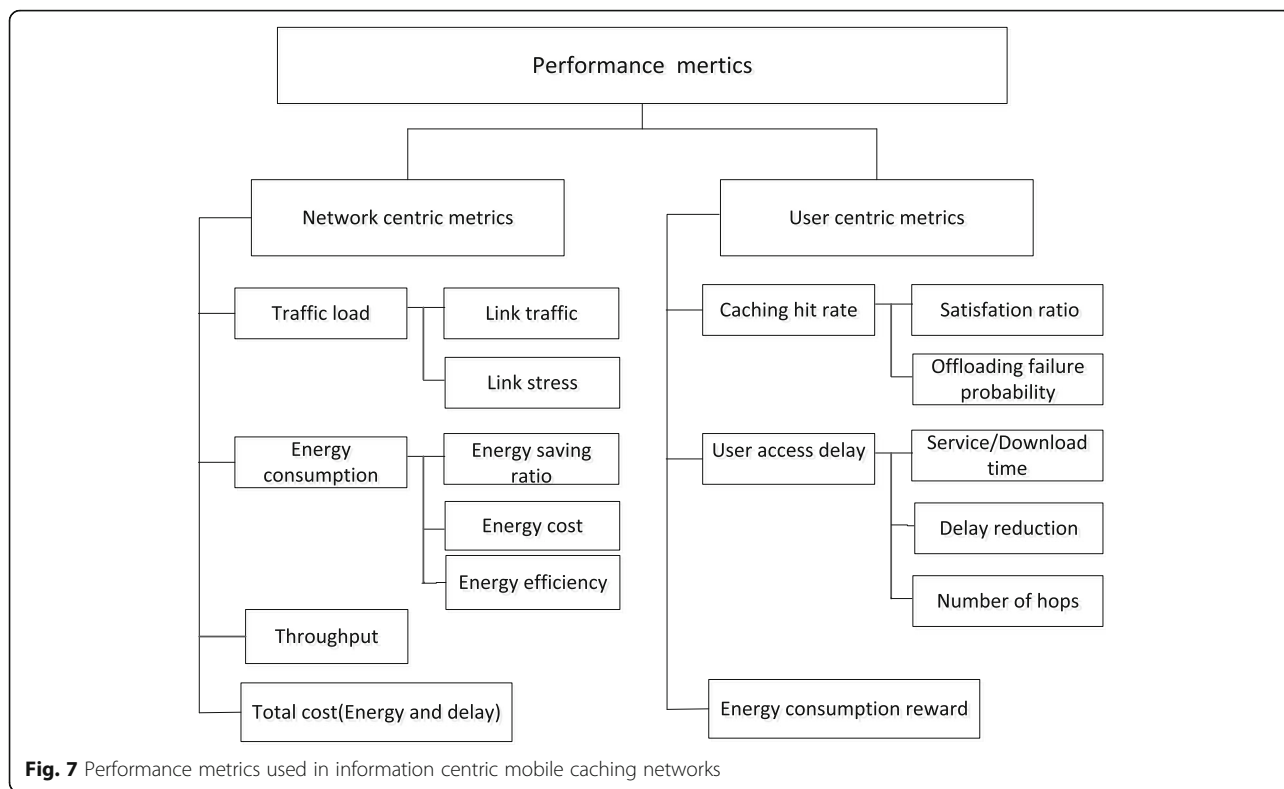 Performance mertics
Network centric metrics
Traffic load
Link traffic
Link stress
Energy
consumption
Energy saving
ratio
Energy cost
Energy efficiency
Throughput
Total cost(Energy and delay)
User centric metrics
Caching hit rate
Satisfation ratio
Offloading failure
probability
User access delay
Service/Download
time
Delay reduction
Number of hops
Energy consumption reward
Fig. 7 Performance metrics used in information centric mobile caching networks